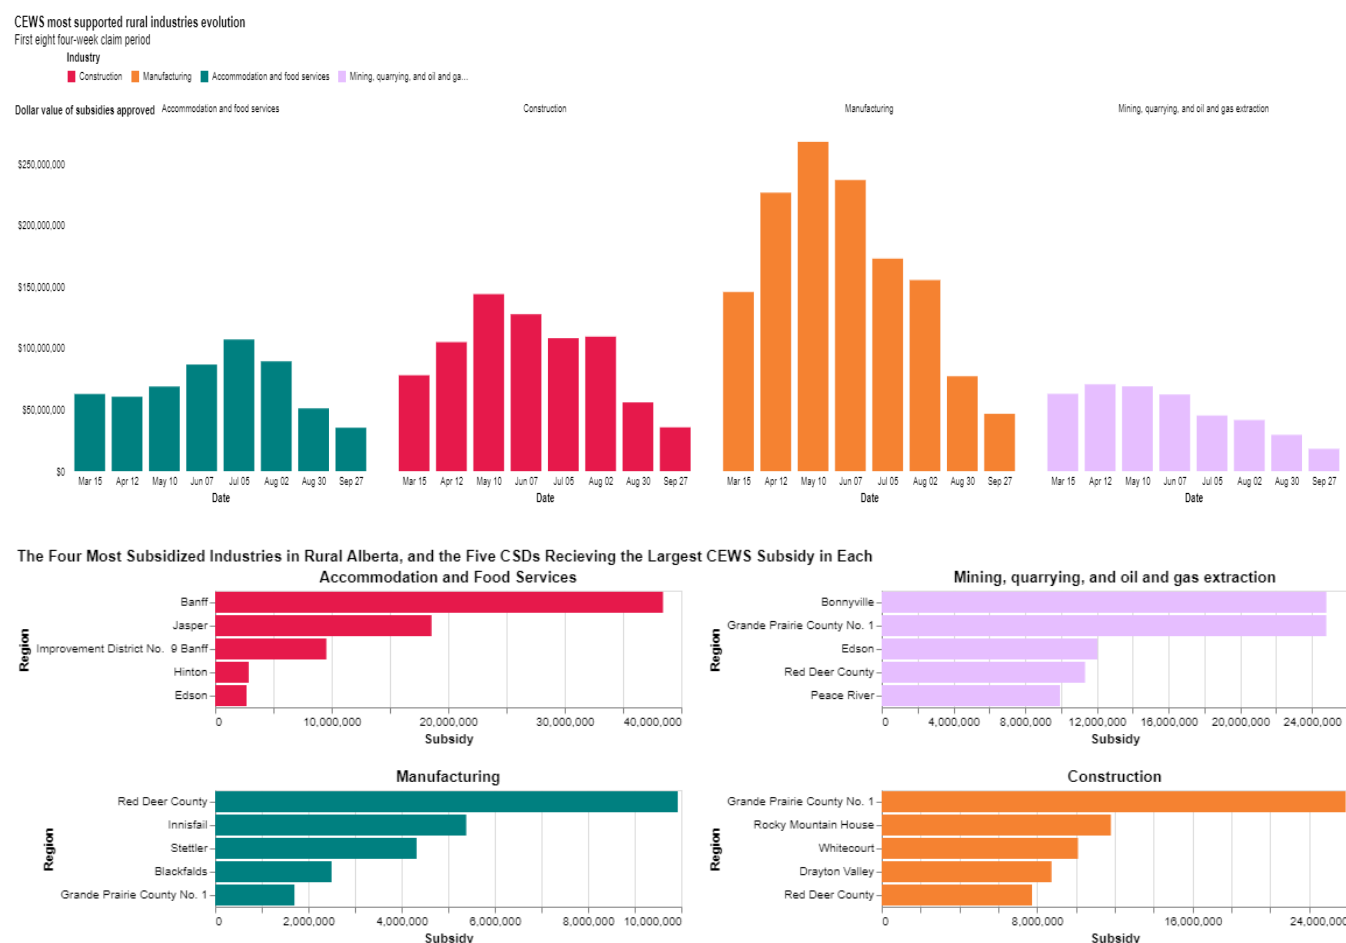 CEWS most supported rural industries evolution
First eight four-week claim period
Industry
Construction Manufacturing Accommodation and food services Mining, quarrying, and oil and ga...
Dollar value of subsidies approved Accommodation and food services Construction Manufacturing Mining, quarrying, and oil and gas extraction
$250,000,000
$200,000,000
$150,000,000
$100,000,000
$50,000,000
$0
Mar 15 Apr 12 May 10 Jun 07 Jul 05 Aug 02 Aug 30 Sep 27 Mar 15 Apr 12 May 10 Jun 07 Jul 05 Aug 02 Aug 30 Sep 27 Mar 15 Apr 12 May 10 Jun 07 Jul 05 Aug 02 Aug 30 Sep 27 Mar 15 Apr 12 May 10 Jun 07 Jul 05 Aug 02 Aug 30 Sep 27
Date Date Date Date
The Four Most Subsidized Industries in Rural Alberta, and the Five CSDs Recieving the Largest CEWS Subsidy in Each
Accommodation and Food Services
Region
Banff
Jasper
Improvement District No. 9 Banff
Hinton
Edson
0 10,000,000 20,000,000 30,000,000 40,000,000
Subsidy
Mining, quarrying, and oil and gas extraction
Region
Bonnyville
Grande Prairie County No. 1
Edson
Red Deer County
Peace River
0 4,000,000 8,000,000 12,000,000 16,000,000 20,000,000 24,000,000
Subsidy
Manufacturing
Region
Red Deer County
Innisfail
Stettler
Blackfalds
Grande Prairie County No. 1
0 2,000,000 4,000,000 6,000,000 8,000,000 10,000,000
Subsidy
Construction
Region
Grande Prairie County No. 1
Rocky Mountain House
Whitecourt
Drayton Valley
Red Deer County
0 8,000,000 16,000,000 24,000,000
Subsidy